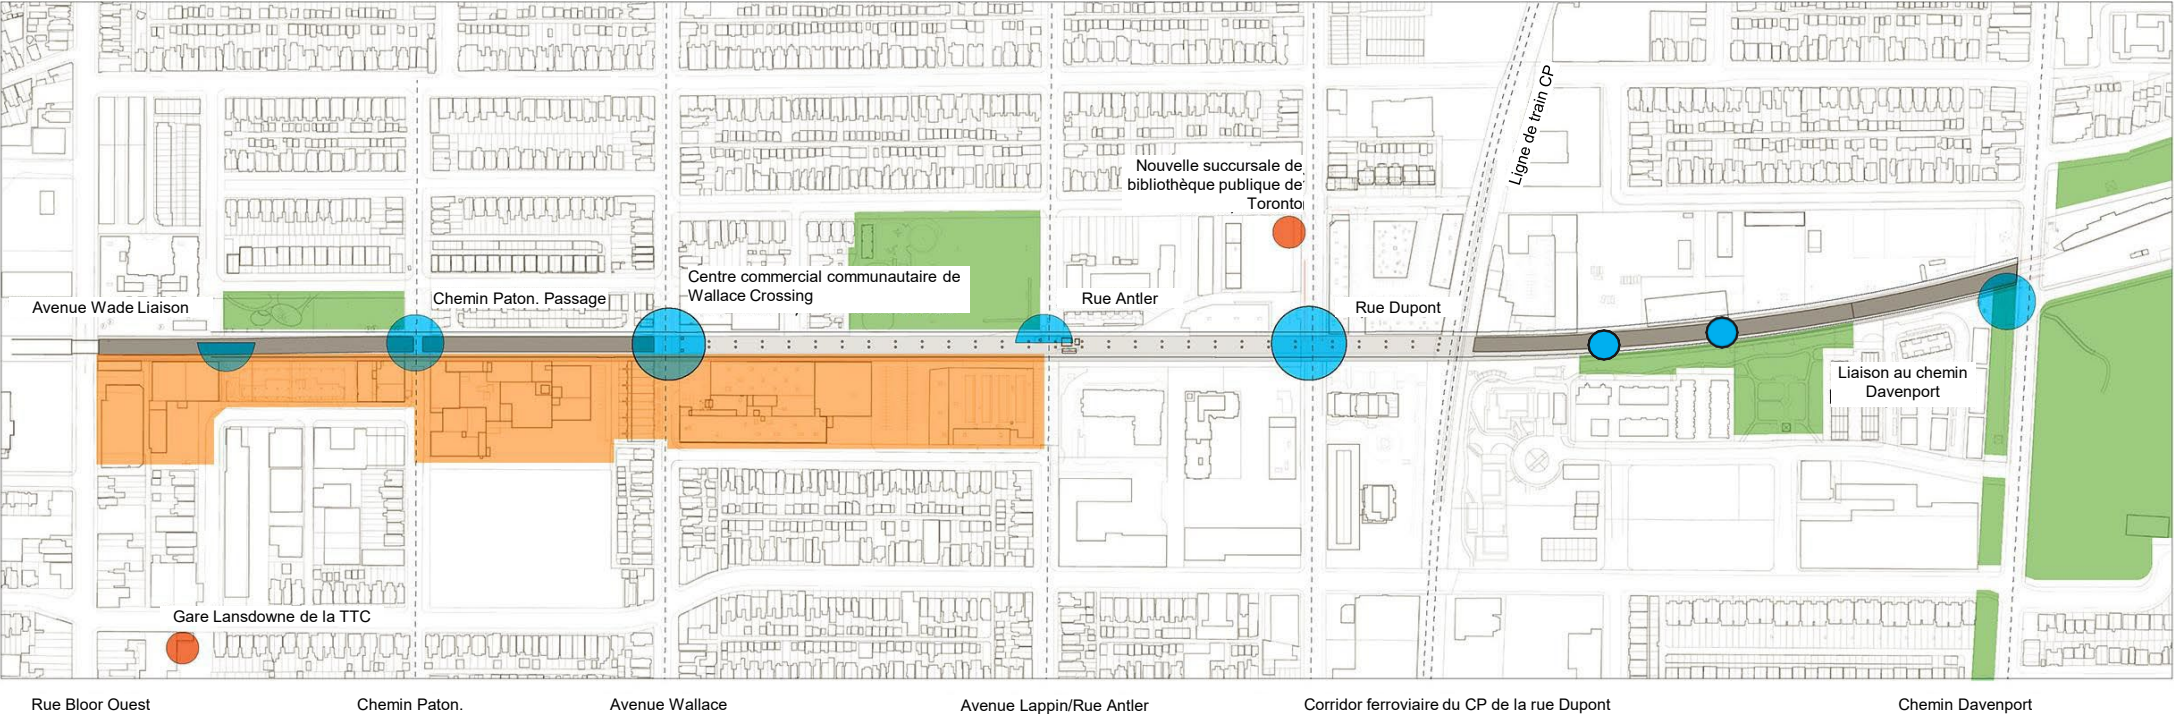 Ligne de train CP
Nouvelle succursale de
bibliothèque publique de
Toronto
Avenue Wade Liaison
Chemin Paton. Passage
Centre commercial communautaire de
Wallace Crossing
Rue Antler
Rue Dupont
Liaison au chemin
Davenport
Gare Lansdowne de la TTC
Rue Bloor Ouest
Chemin Paton.
Avenue Wallace
Avenue Lappin/Rue Antler
Corridor ferroviaire du CP de la rue Dupont
Chemin Davenport